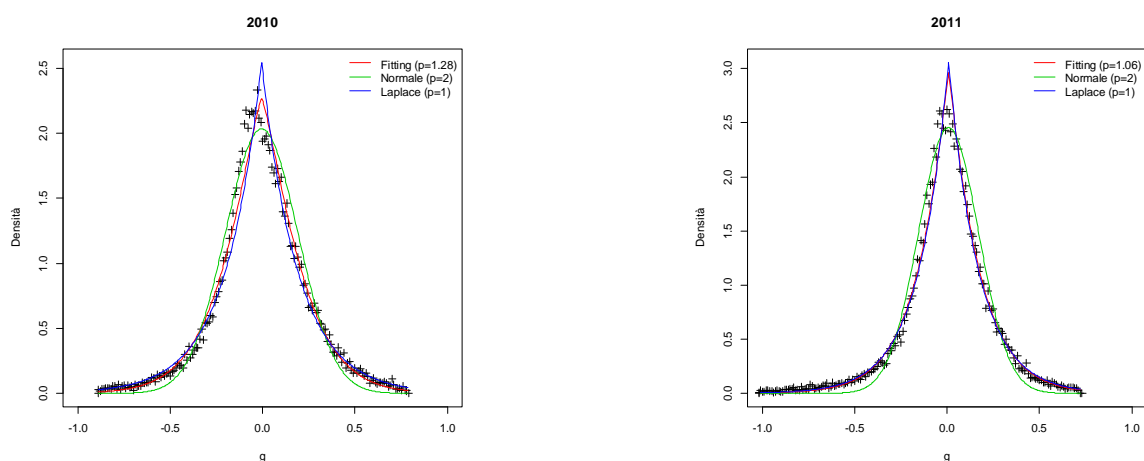 2010
Fitting (p=1.28)
Normale (p=2)
Laplace (p=1)
Densità
0.0
0.5
1.0
1.5
2.0
2.5
-1.0
-0.5
0.0
0.5
1.0
g
2011
Fitting (p=1.06)
Normale (p=2)
Laplace (p=1)
Densità
0.0
0.5
1.0
1.5
2.0
2.5
3.0
-1.0
-0.5
0.0
0.5
1.0
g